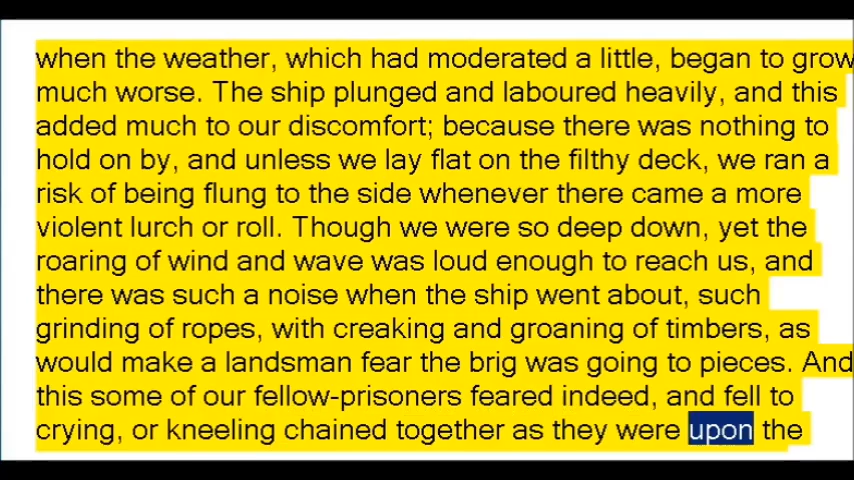 when the weather, which had moderated a little, began to grow
much worse. The ship plunged and laboured heavily, and this
added much to our discomfort; because there was nothing to
hold on by, and unless we lay flat on the filthy deck, we ran a
risk of being flung to the side whenever there came a more
violent lurch or roll. Though we were so deep down, yet the
roaring of wind and wave was loud enough to reach us, and
there was such a noise when the ship went about, such
grinding of ropes, with creaking and groaning of timbers, as
would make a landsman fear the brig was going to pieces. And
this some of our fellow-prisoners feared indeed, and fell to
crying, or kneeling chained together as they were upon the